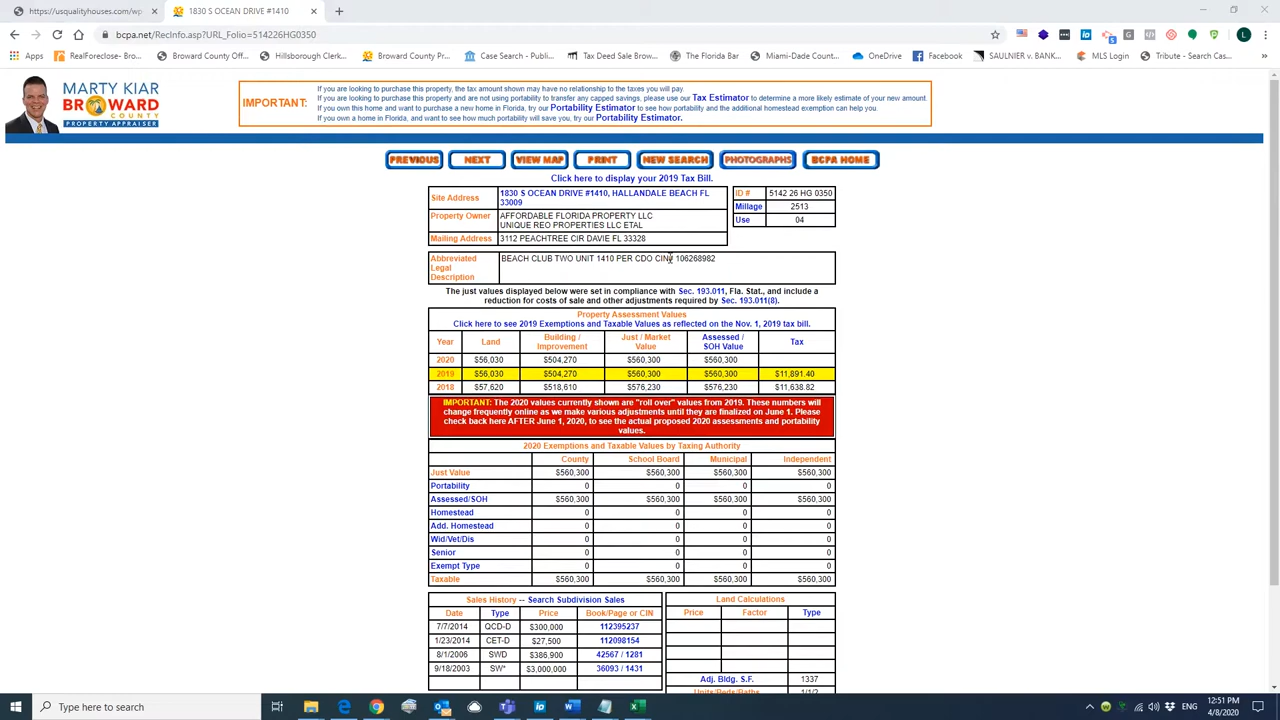 https://usqualityhouses.com/wp
1830 S OCEAN DRIVE #1410
bcpa.net/RecInfo.asp?URL_Folio=514226HG0350
Apps
RealForeclose- Bro...
Broward County Off...
Hillsborough Clerk...
Broward County Pr...
Case Search - Publi...
Tax Deed Sale Brow...
The Florida Bar
Miami-Dade Count...
OneDrive
Facebook
SAULNIER v. BANK...
MLS Login
Tribute - Search Cas...
MARTY KIAR
BROWARD
COUNTY
PROPERTY APPRAISER
IMPORTANT:
If you are looking to purchase this property, the tax amount shown may have no relationship to the taxes you will pay.
If you are looking to purchase this property and are not using portability to transfer any capped savings, please use our Tax Estimator to determine a more likely estimate of your new amount.
If you own this home and want to purchase a new home in Florida, try our Portability Estimator to see how portability and the additional homestead exemption can help you.
If you own a home in Florida, and want to see how much portability will save you, try our Portability Estimator.
PREVIOUS NEXT VIEW MAP PRINT NEW SEARCH PHOTOGRAPHS BCPA HOME
Click here to display your 2019 Tax Bill.
Site Address 1830 S OCEAN DRIVE #1410, HALLANDALE BEACH FL
33009
Property Owner AFFORDABLE FLORIDA PROPERTY LLC
UNIQUE REO PROPERTIES LLC ETAL
Mailing Address 3112 PEACHTREE CIR DAVIE FL 33328
ID # 5142 26 HG 0350
Millage 2513
Use 04
Abbreviated
Legal
Description
BEACH CLUB TWO UNIT 1410 PER CDO CIN# 106268982
The just values displayed below were set in compliance with Sec. 193.011, Fla. Stat., and include a
reduction for costs of sale and other adjustments required by Sec. 193.011(8).
Property Assessment Values
Click here to see 2019 Exemptions and Taxable Values as reflected on the Nov. 1, 2019 tax bill.
Year Land Building / Improvement Just / Market Value Assessed / SOH Value Tax
2020 $56,030 $504,270 $560,300 $560,300
2019 $56,030 $504,270 $560,300 $560,300 $11,891.40
2018 $57,620 $518,610 $576,230 $576,230 $11,638.82
IMPORTANT: The 2020 values currently shown are "roll over" values from 2019. These numbers will
change frequently online as we make various adjustments until they are finalized on June 1. Please
check back here AFTER June 1, 2020, to see the actual proposed 2020 assessments and portability
values.
2020 Exemptions and Taxable Values by Taxing Authority
County School Board Municipal Independent
Just Value $560,300 $560,300 $560,300 $560,300
Portability 0 0 0 0
Assessed/SOH $560,300 $560,300 $560,300 $560,300
Homestead 0 0 0 0
Add. Homestead 0 0 0 0
Wid/Vet/Dis 0 0 0 0
Senior 0 0 0 0
Exempt Type 0 0 0 0
Taxable $560,300 $560,300 $560,300 $560,300
Sales History -- Search Subdivision Sales
Date Type Price Book/Page or CIN
7/7/2014 QCD-D $300,000 112395237
1/23/2014 CET-D $27,500 112098154
8/1/2006 SWD $386,900 42567 / 1281
9/18/2003 SW* $3,000,000 36093 / 1431
Land Calculations
Price Factor Type
Adj. Bldg. S.F. 1337
Units/Beds/Baths 1/1/2
Type here to search
12:51 PM
4/8/2020